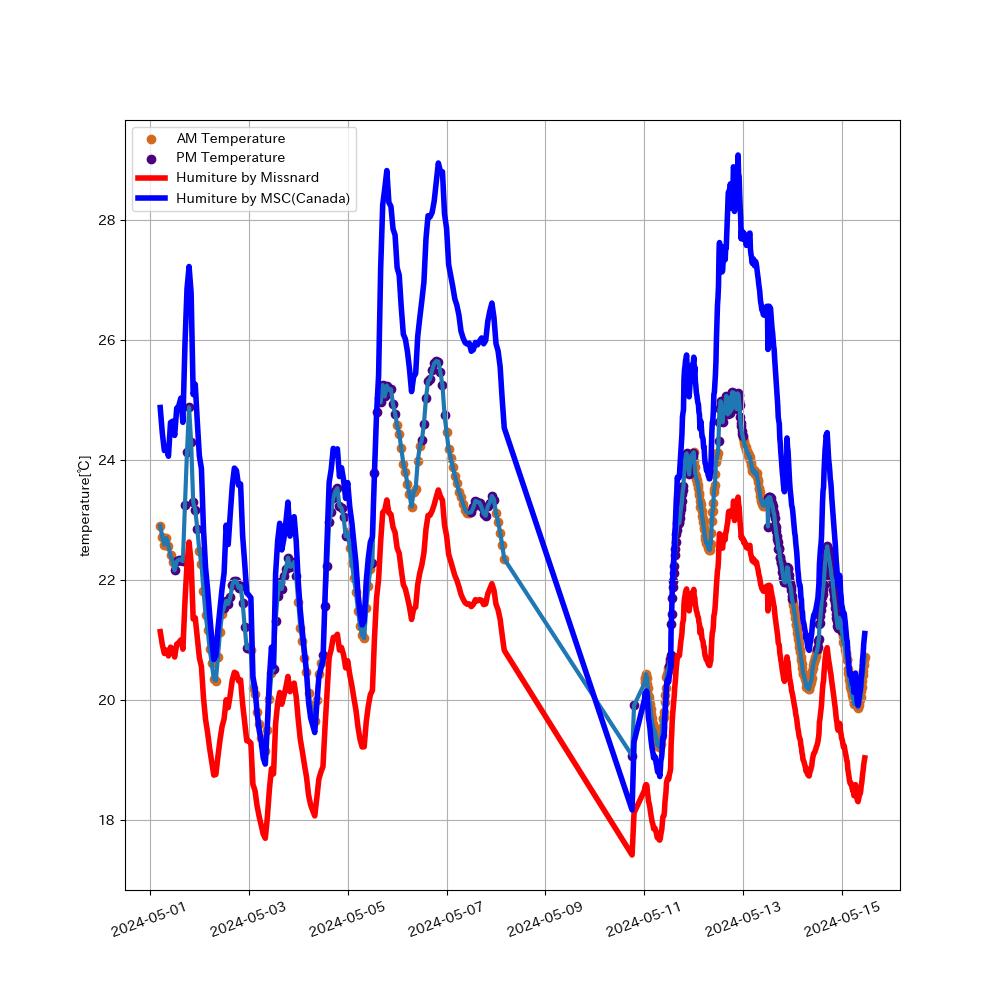 AM Temperature
PM Temperature
Humiture by Missnard
Humiture by MSC(Canada)
temperature[℃]
28
26
24
22
20
18
2024-05-01
2024-05-03
2024-05-05
2024-05-07
2024-05-09
2024-05-11
2024-05-13
2024-05-15